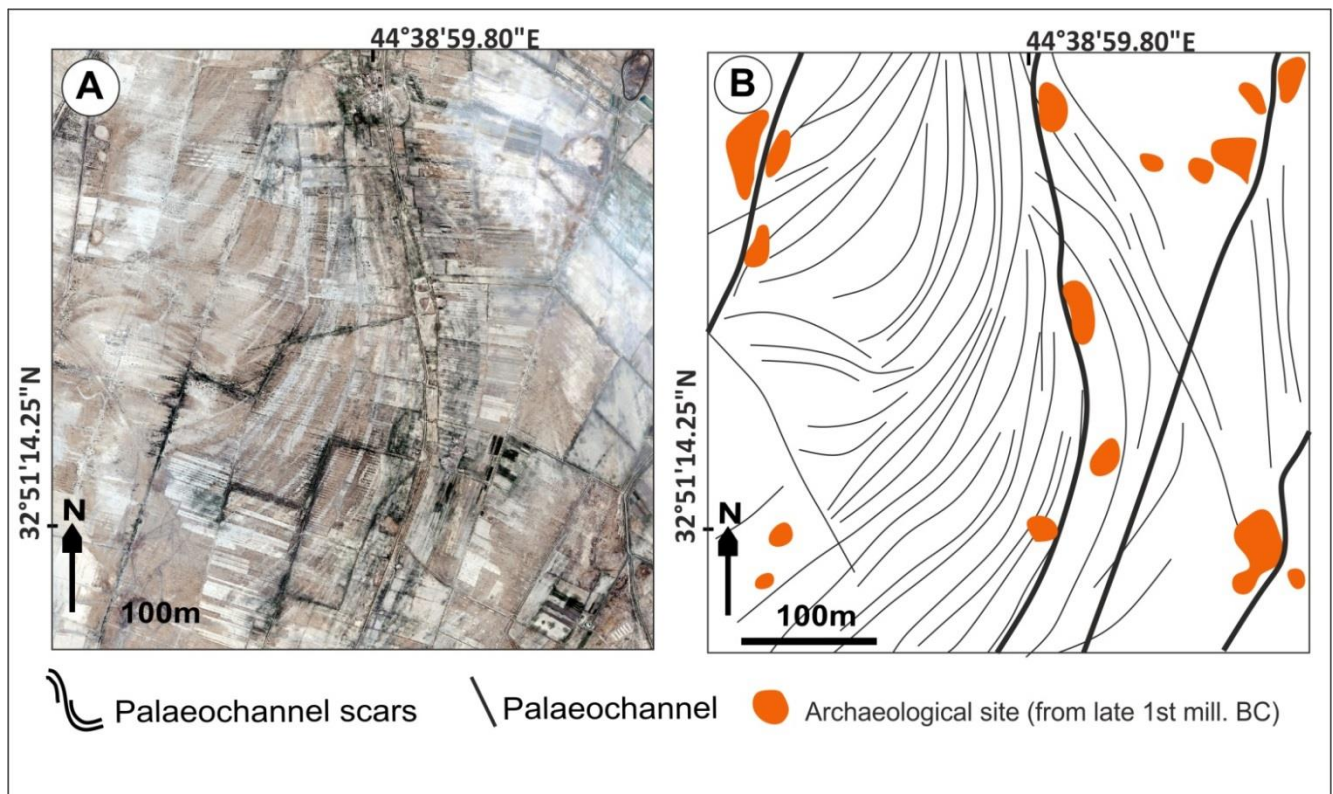 44°38'59.80"E
44°38'59.80"E
A
B
32°51'14.25"N
32°51'14.25"N
N
N
100m
100m
Palaeochannel scars
Palaeochannel
Archaeological site (from late 1st mill. BC)